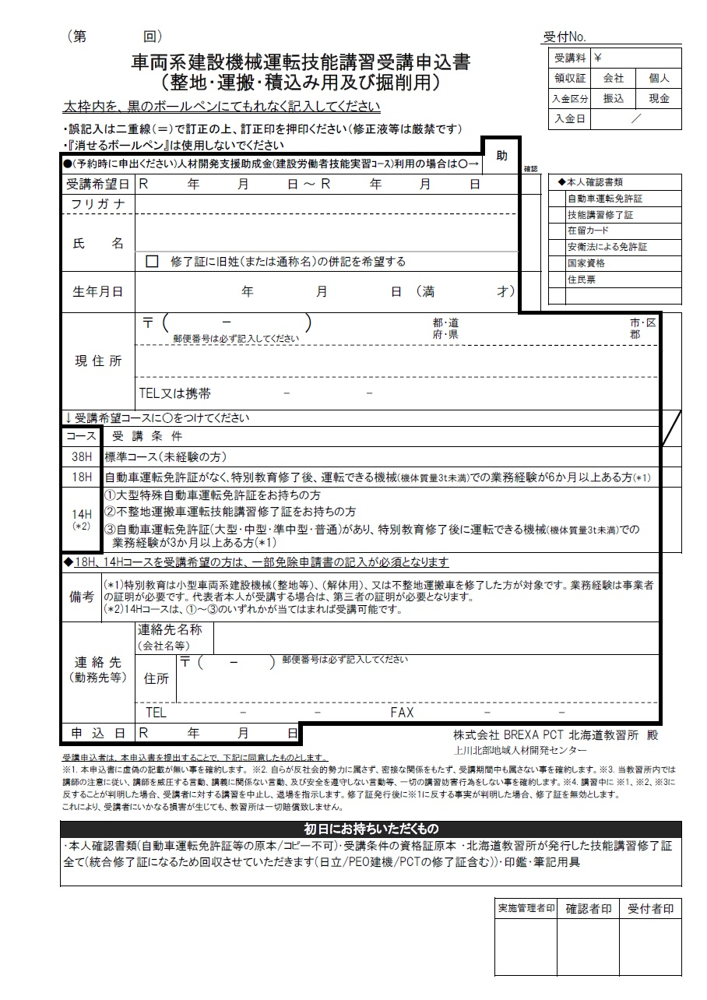 （第　　　　回）
受付No.
車両系建設機械運転技能講習受講申込書
（整地・運搬・積込み用及び掘削用）
受講料 ￥
領収証 会社 個人
入金区分 振込 現金
入金日 ／
太枠内を、黒のボールペンにてもれなく記入してください
・誤記入は二重線（＝）で訂正の上、訂正印を押印ください（修正液等は厳禁です）
・『消せるボールペン』は使用しないでください
●（予約時に申出ください）人材開発支援助成金（建設労働者技能実習コース）利用の場合は〇→ 助
確認
受講希望日 R 年 月 日 ～ R 年 月 日
◆本人確認書類
自動車運転免許証
技能講習修了証
在留カード
安衛法による免許証
国家資格
住民票
フリガナ
氏　　名
□ 修了証に旧姓（または通称名）の併記を希望する
生年月日 年 月 日 （満 才）
現住所 〒（ － ） 都・道 市・区
府・県 郡
郵便番号は必ず記入してください
TEL又は携帯 － －
↓受講希望コースに〇をつけてください
コース 受 講 条 件
38H 標準コース（未経験の方）
18H 自動車運転免許証がなく、特別教育修了後、運転できる機械（機体質量3t未満）での業務経験が6か月以上ある方（*1）
14H
(*2)
①大型特殊自動車運転免許証をお持ちの方
②不整地運搬車運転技能講習修了証をお持ちの方
③自動車運転免許証（大型・中型・準中型・普通）があり、特別教育修了後に運転できる機械（機体質量3t未満）での
業務経験が3か月以上ある方（*1）
◆18H、14Hコースを受講希望の方は、一部免除申請書の記入が必須となります
備考
（*1）特別教育は小型車両系建設機械（整地等）、（解体用）、又は不整地運搬車を修了した方が対象です。業務経験は事業者
の証明が必要です。代表者本人が受講する場合は、第三者の証明が必要となります。
（*2）14Hコースは、①～③のいずれかが当てはまれば受講可能です。
連絡先
（勤務先等）
連絡先名称
（会社名等）
住所 〒（ － ） 郵便番号は必ず記入してください
TEL － － FAX － －
申 込 日 R 年 月 日
株式会社 BREXA PCT 北海道教習所 殿
上川北部地域人材開発センター
受講申込者は、本申込書を提出することで、下記に同意したものとします。
※1. 本申込書に虚偽の記載が無い事を確約します。 ※2. 自らが反社会的勢力に属さず、密接な関係をもたず、受講期間中も属さない事を確約します。※3. 当教習所内では
講師の注意に従い、講師を威圧する言動、講義に関係ない言動、及び安全を遵守しない言動等、一切の講習妨害行為をしない事を確約します。※4. 講習中に ※1、※2、※3に
反することが判明した場合、受講者に対する講習を中止し、退場を指示します。修了証発行後に※1に反する事実が判明した場合、修了証を無効とします。
これにより、受講者にいかなる損害が生じても、教習所は一切賠償致しません。
初日にお持ちいただくもの
・本人確認書類（自動車運転免許証等の原本/コピー不可）・受講条件の資格証原本 ・北海道教習所が発行した技能講習修了証
全て（統合修了証になるため回収させていただきます（日立/PEO建機/PCTの修了証含む））・印鑑・筆記用具
実施管理者印 確認者印 受付者印